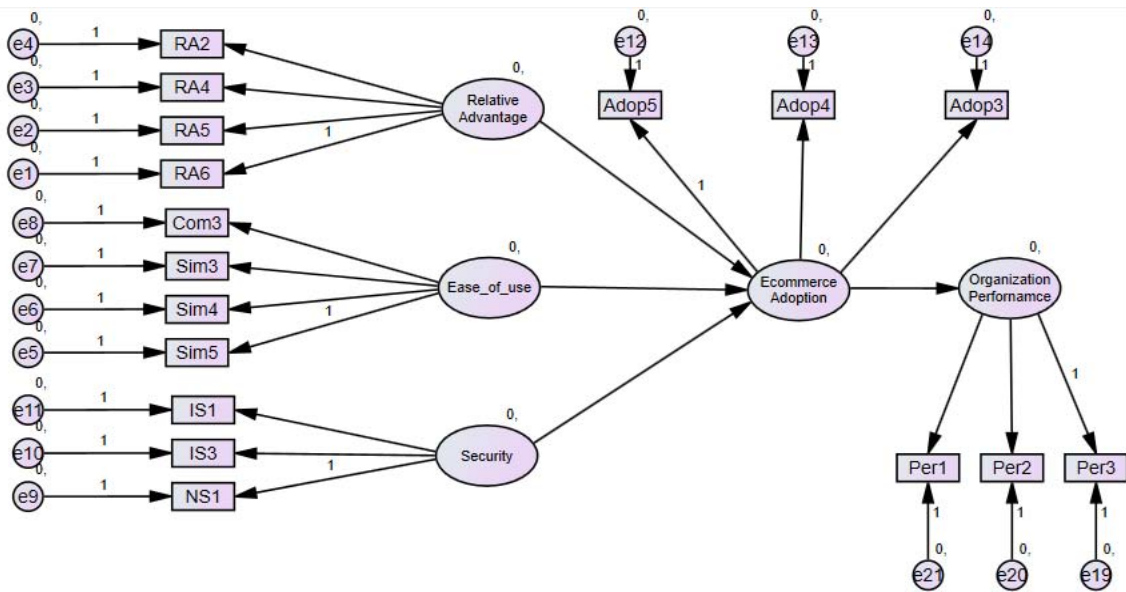 0,
e4
1
RA2
0,
e3
1
RA4
0,
e2
1
RA5
0,
e1
1
RA6
0,
Relative
Advantage
1
0,
e8
1
Com3
0,
e7
1
Sim3
0,
e6
1
Sim4
0,
e5
1
Sim5
0,
Ease_of_use
1
0,
e11
1
IS1
0,
e10
1
IS3
0,
e9
1
NS1
0,
Security
1
0,
e12
1
Adop5
0,
e13
1
Adop4
0,
e14
1
Adop3
1
0,
Ecommerce
Adoption
0,
Organization
Perfornamce
1
Per1
Per2
Per3
1
1
1
0,
e21
0,
e20
0,
e19